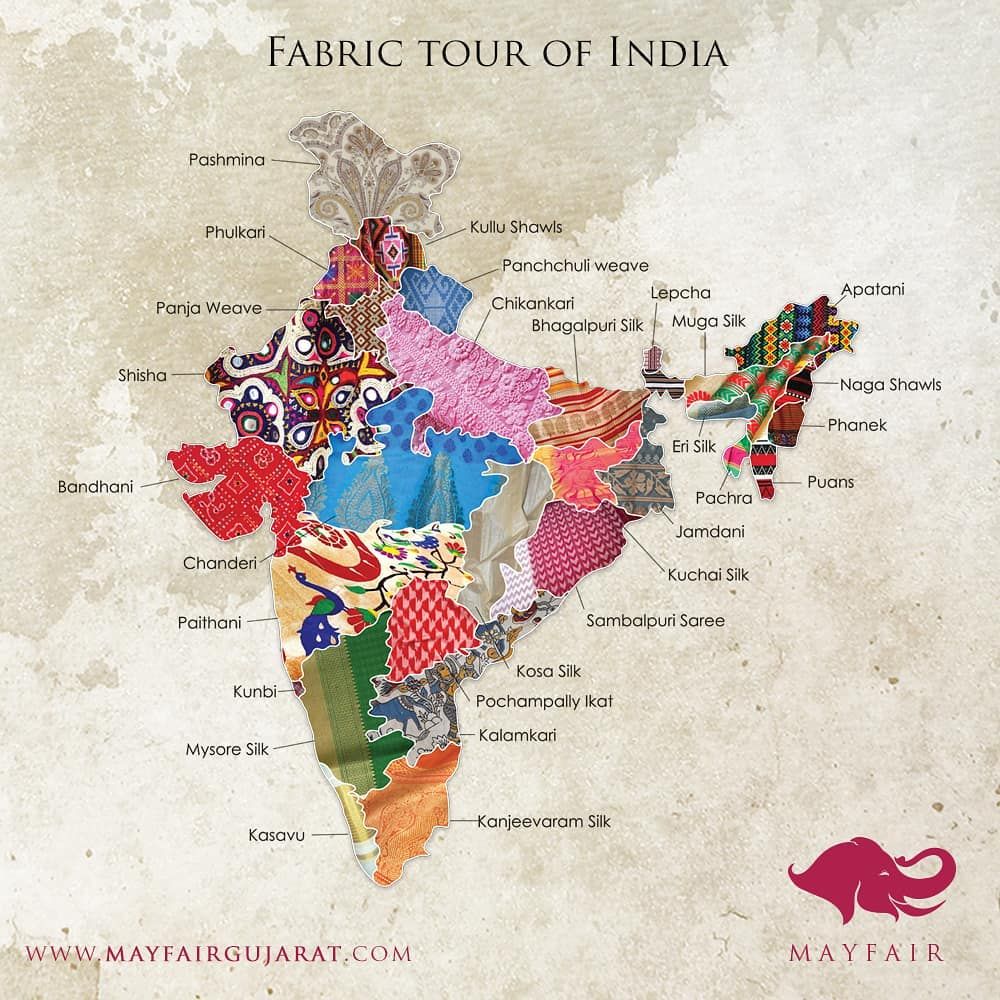 FABRIC TOUR OF INDIA
Pashmina
Phulkari
Kullu Shawls
Panchchuli weave
Panja Weave
Chikankari
Lepcha
Apatani
Bhagalpuri Silk
Muga Silk
Shisha
Naga Shawls
Phanek
Eri Silk
Bandhani
Pachra
Puans
Jamdani
Chanderi
Kuchai Silk
Paithani
Sambalpuri Saree
Kosa Silk
Kunbi
Pochampally Ikat
Kalamkari
Mysore Silk
Kasavu
Kanjeevaram Silk
WWW.MAYFAIRGUJARAT.COM
MAYFAIR